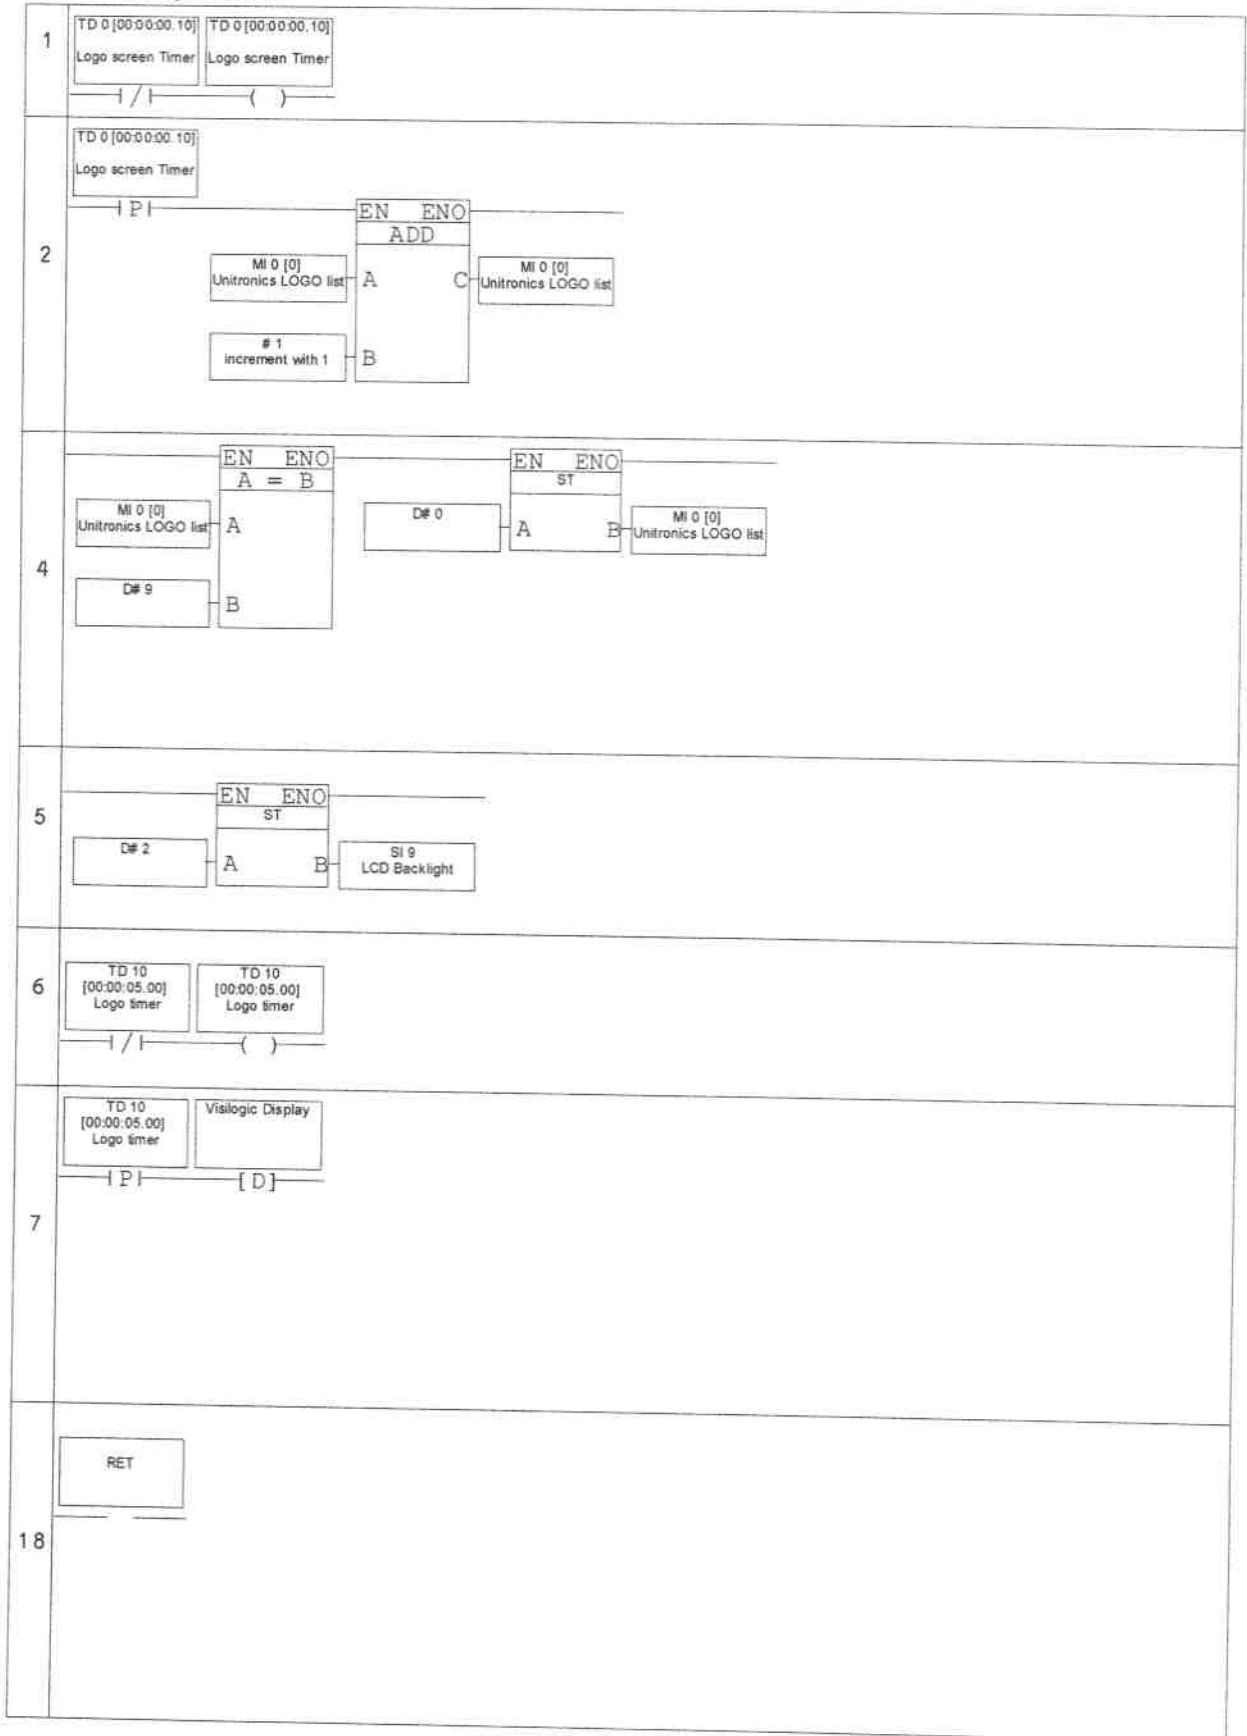 1
TD 0 [00:00:00.10] TD 0 [00:00:00.10]
Logo screen Timer Logo screen Timer
2
TD 0 [00:00:00.10]
Logo screen Timer
P
EN ENO
ADD
MI 0 [0]
Unitronics LOGO list
A
C
MI 0 [0]
Unitronics LOGO list
# 1
increment with 1
B
4
EN ENO
A = B
MI 0 [0]
Unitronics LOGO list
A
D# 9
B
EN ENO
ST
D# 0
A
B
MI 0 [0]
Unitronics LOGO list
5
EN ENO
ST
D# 2
A
B
SI 9
LCD Backlight
6
TD 10
[00:00:05.00]
Logo timer
TD 10
[00:00:05.00]
Logo timer
7
TD 10
[00:00:05.00]
Logo timer
Visilogic Display
P
[D]
18
RET